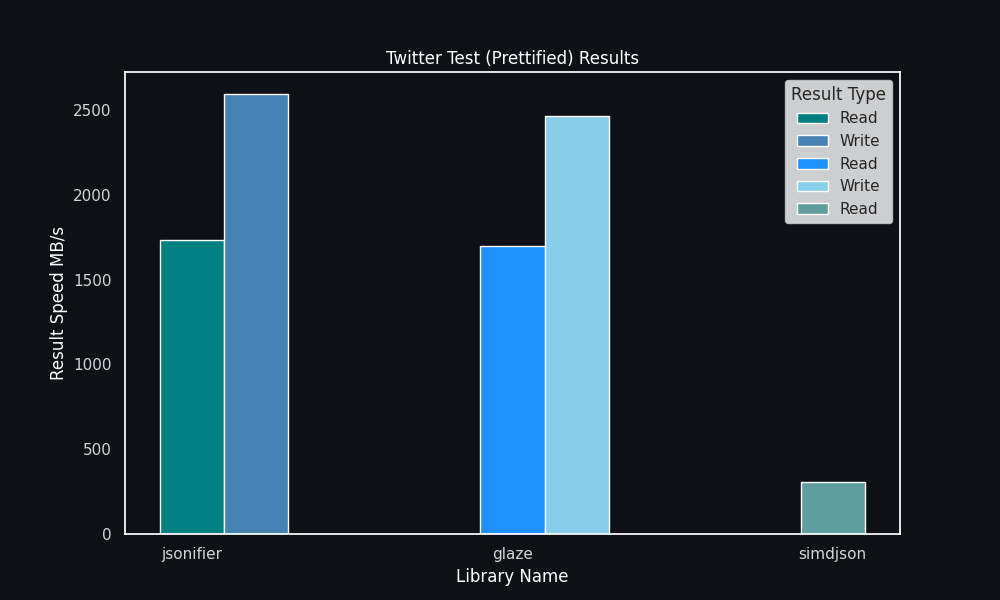 Twitter Test (Prettified) Results
Result Type
Read
Write
Read
Write
Read
Result Speed MB/s
2500
2000
1500
1000
500
0
jsonifier
glaze
simdjson
Library Name